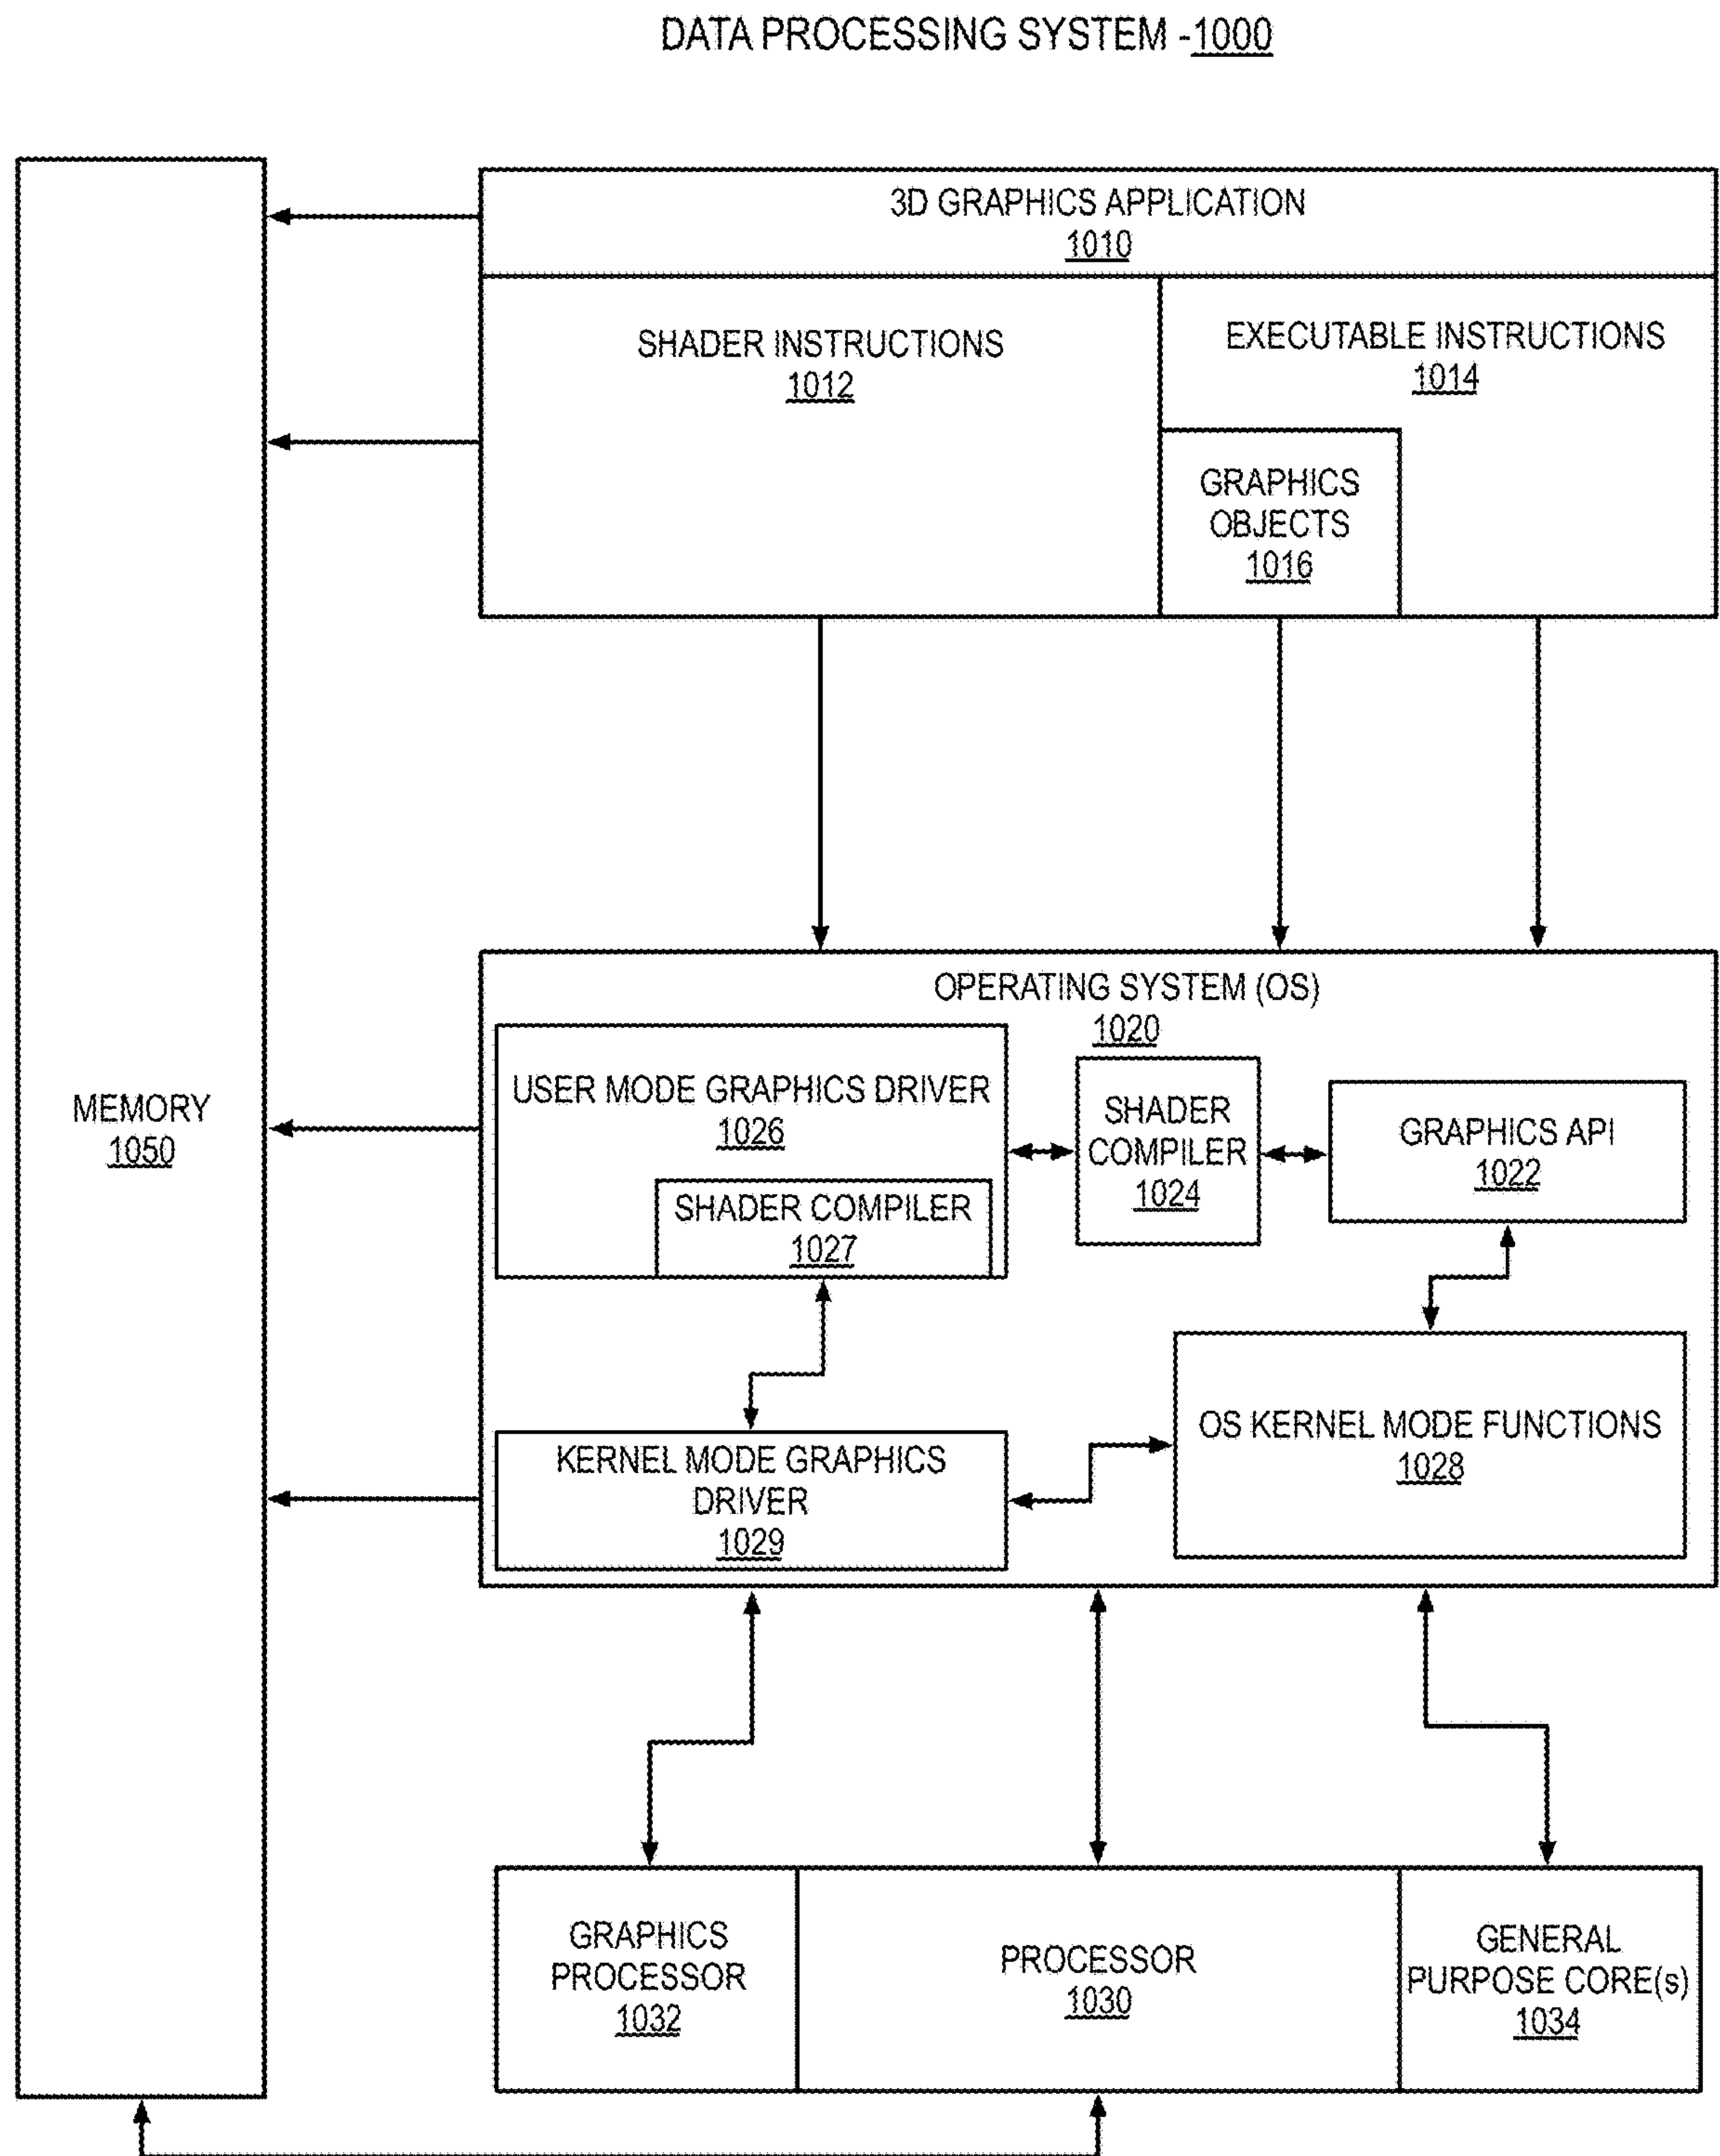 DATA PROCESSING SYSTEM -1000
3D GRAPHICS APPLICATION
1010
SHADER INSTRUCTIONS
1012
EXECUTABLE INSTRUCTIONS
1014
GRAPHICS
OBJECTS
1016
MEMORY
1050
OPERATING SYSTEM (OS)
1020
USER MODE GRAPHICS DRIVER
1026
SHADER COMPILER
1027
SHADER
COMPILER
1024
GRAPHICS API
1022
KERNEL MODE GRAPHICS
DRIVER
1029
OS KERNEL MODE FUNCTIONS
1028
GRAPHICS
PROCESSOR
1032
PROCESSOR
1030
GENERAL
PURPOSE CORE(s)
1034